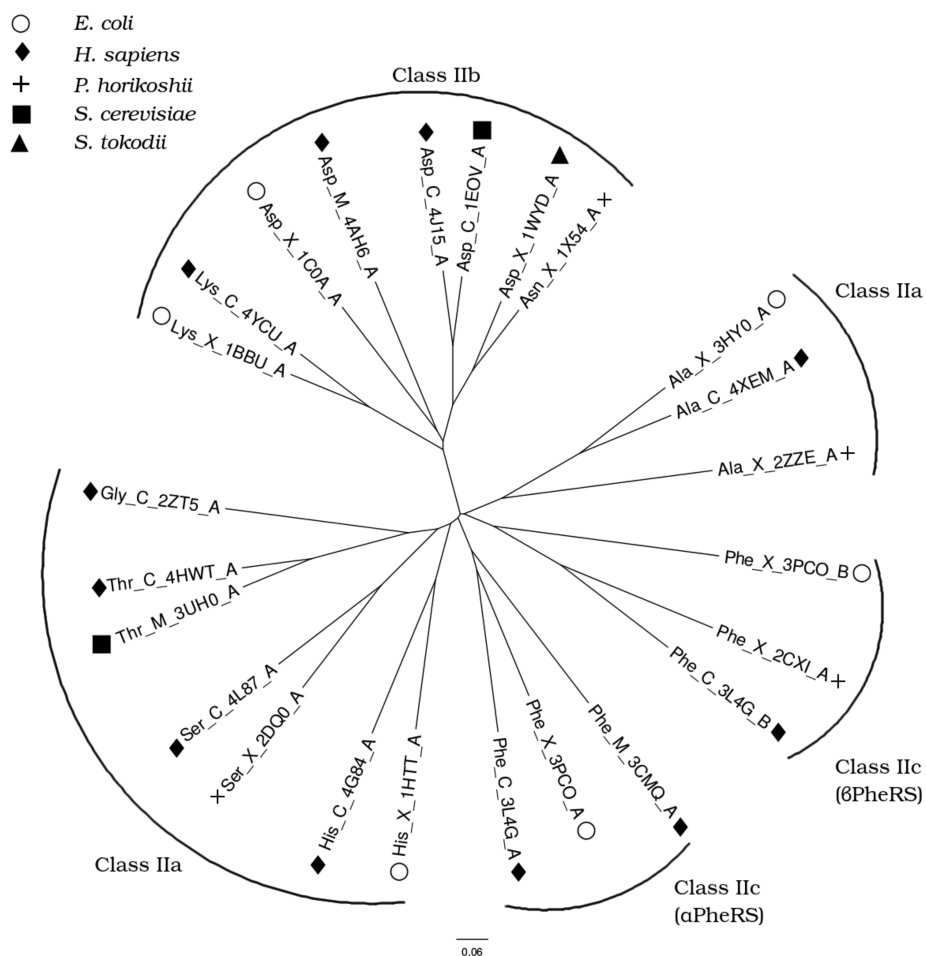 E. coli
H. sapiens
P. horikoshii
S. cerevisiae
S. tokodii
Class IIb
Lys_X_1BBU_A
Lys_C_4YCU_A
Asp_X_1C0A_A
Asp_M_4AH6_A
Asp_C_4J15_A
Asp_C_1EOV_A
Asp_X_1WYD_A
Asn_X_1X54_A
Class IIa
Ala_X_3HY0_A
Ala_C_4XEM_A
Ala_X_2ZZE_A
Phe_X_3PCO_B
Phe_X_2CXI_A
Phe_C_3L4G_B
Class IIc
(βPheRS)
Phe_M_3CMQ_A
Phe_X_3PCO_A
Phe_C_3L4G_A
Class IIc
(αPheRS)
His_X_1HTT_A
His_C_4G84_A
Ser_X_2DQ0_A
Ser_C_4L87_A
Thr_M_3UH0_A
Thr_C_4HWT_A
Gly_C_2ZT5_A
Class IIa
0.06